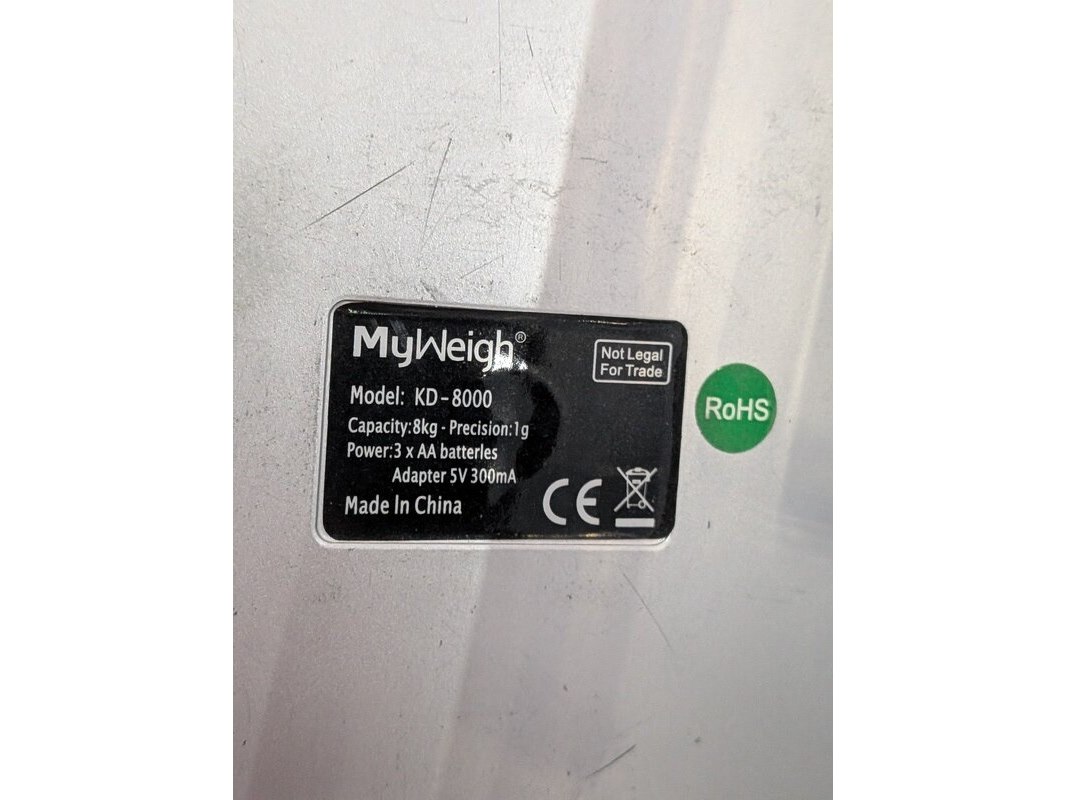 MyWeigh®
Not Legal
For Trade
Model: KD-8000
Capacity:8kg - Precision:1g
Power:3 x AA batterles
Adapter 5V 300mA
Made In China
CE
RoHS